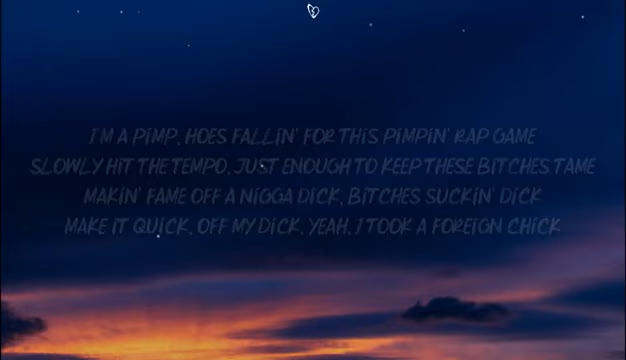 I'M A PIMP, HOES FALLIN' FOR THIS PIMPIN' RAP GAME
SLOWLY HIT THE TEMPO, JUST ENOUGH TO KEEP THESE BITCHES TAME
MAKIN' FAME OFF A NIGGA DICK, BITCHES SUCKIN' DICK
MAKE IT QUICK, OFF MY DICK, YEAH, I TOOK A FOREIGN CHICK